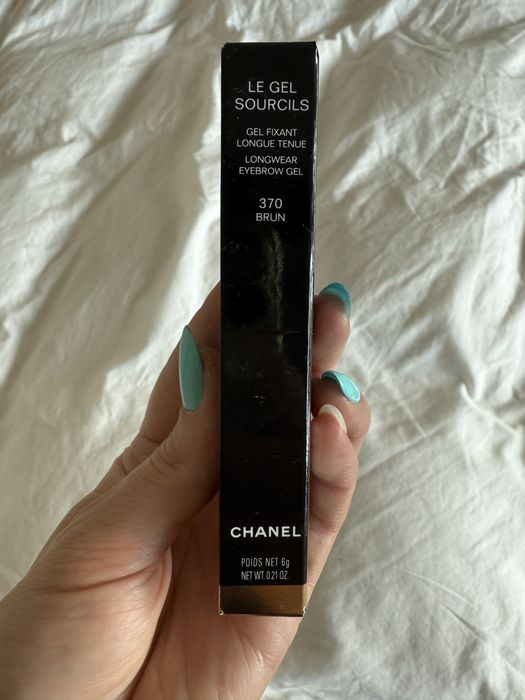 LE GEL
SOURCILS
GEL FIXANT
LONGUE TENUE
LONGWEAR
EYEBROW GEL
370
BRUN
CHANEL
POIDS NET 6g
NET WT. 0.21 OZ.